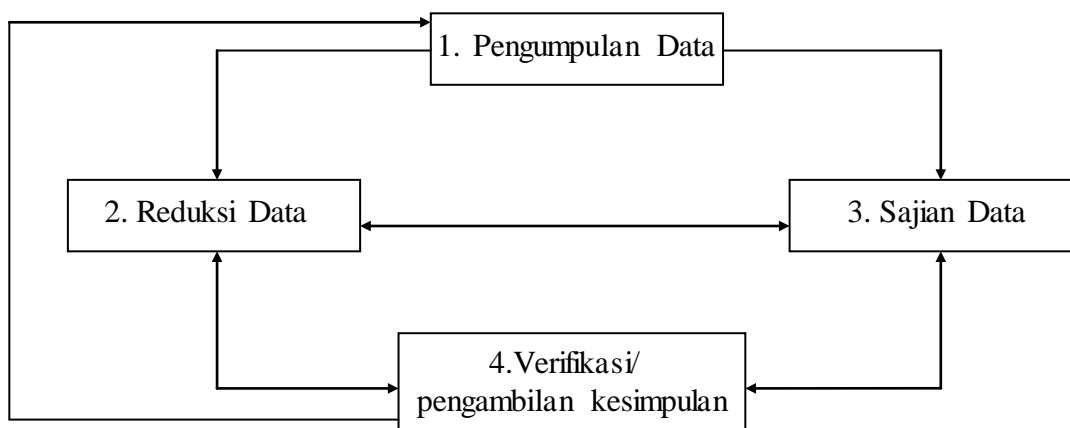 1. Pengumpulan Data
2. Reduksi Data
3. Sajian Data
4.Verifikasi/
pengambilan kesimpulan